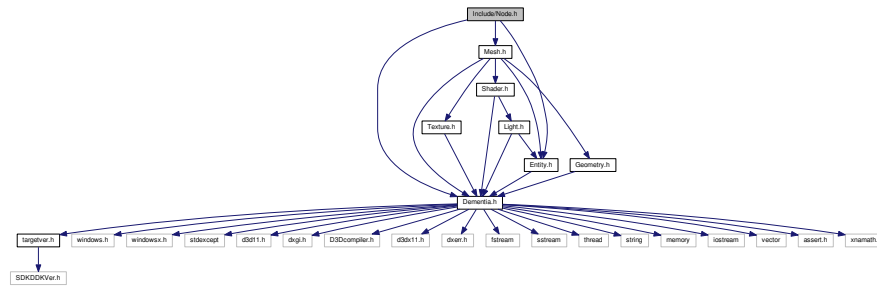 Include/Node.h
Mesh.h
Shader.h
Texture.h
Light.h
Entity.h
Geometry.h
Dementia.h
targetver.h
windows.h
windowsx.h
stdexcept
d3d11.h
dxgi.h
D3Dcompiler.h
d3dx11.h
dxerr.h
fstream
sstream
thread
string
memory
iostream
vector
assert.h
xnamath.
SDKDDKVer.h